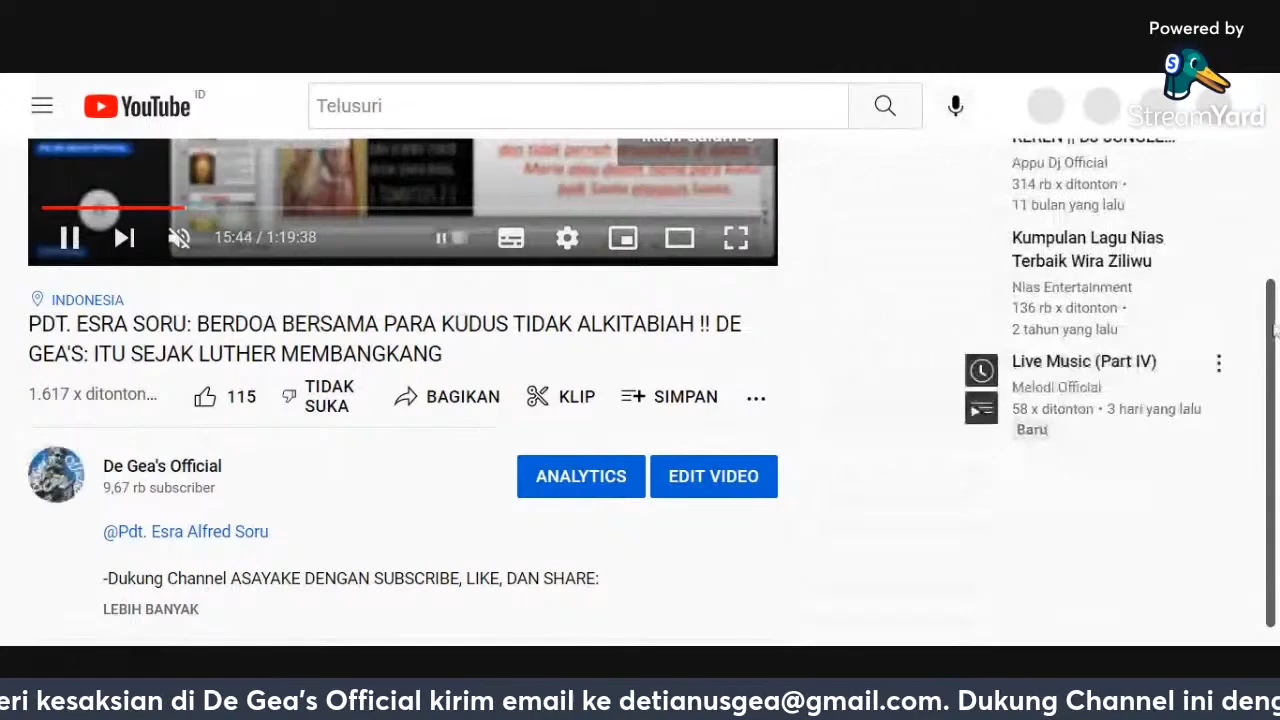 Powered by
StreamYard
YouTube ID
Telusuri
15:44 / 1:19:38
Appu Dj Official
314 rb x ditonton •
11 bulan yang lalu
Kumpulan Lagu Nias
Terbaik Wira Ziliwu
Nias Entertainment
136 rb x ditonton •
2 tahun yang lalu
Live Music (Part IV)
Melodi Official
58 x ditonton • 3 hari yang lalu
Baru
INDONESIA
PDT. ESRA SORU: BERDOA BERSAMA PARA KUDUS TIDAK ALKITABIAH !! DE
GEA'S: ITU SEJAK LUTHER MEMBANGKANG
1.617 x ditonton...
115
TIDAK
SUKA
BAGIKAN
KLIP
SIMPAN
De Gea's Official
9,67 rb subscriber
ANALYTICS
EDIT VIDEO
@Pdt. Esra Alfred Soru
-Dukung Channel ASAYAKE DENGAN SUBSCRIBE, LIKE, DAN SHARE:
LEBIH BANYAK
eri kesaksian di De Gea's Official kirim email ke detianusgea@gmail.com. Dukung Channel ini deng